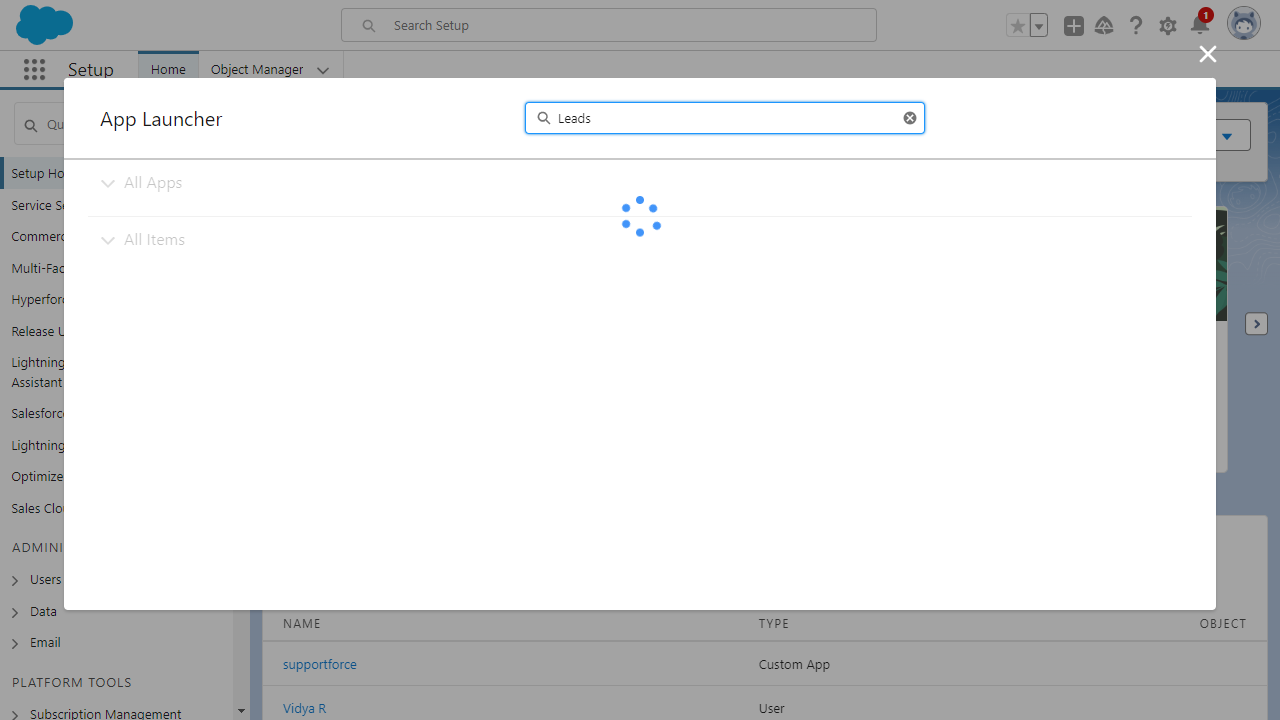 Search Setup
1
Setup
Home
Object Manager
App Launcher
Leads
Qu
All Apps
All Items
Setup Ho
Service Se
Commerc
Multi-Fac
Hyperforc
Release U
Lightning
Assistant
Salesforce
Lightning
Optimize
Sales Clou
ADMINI
Users
Data
Email
PLATFORM TOOLS
Subscription Management
NAME TYPE OBJECT
supportforce Custom App
Vidya R User